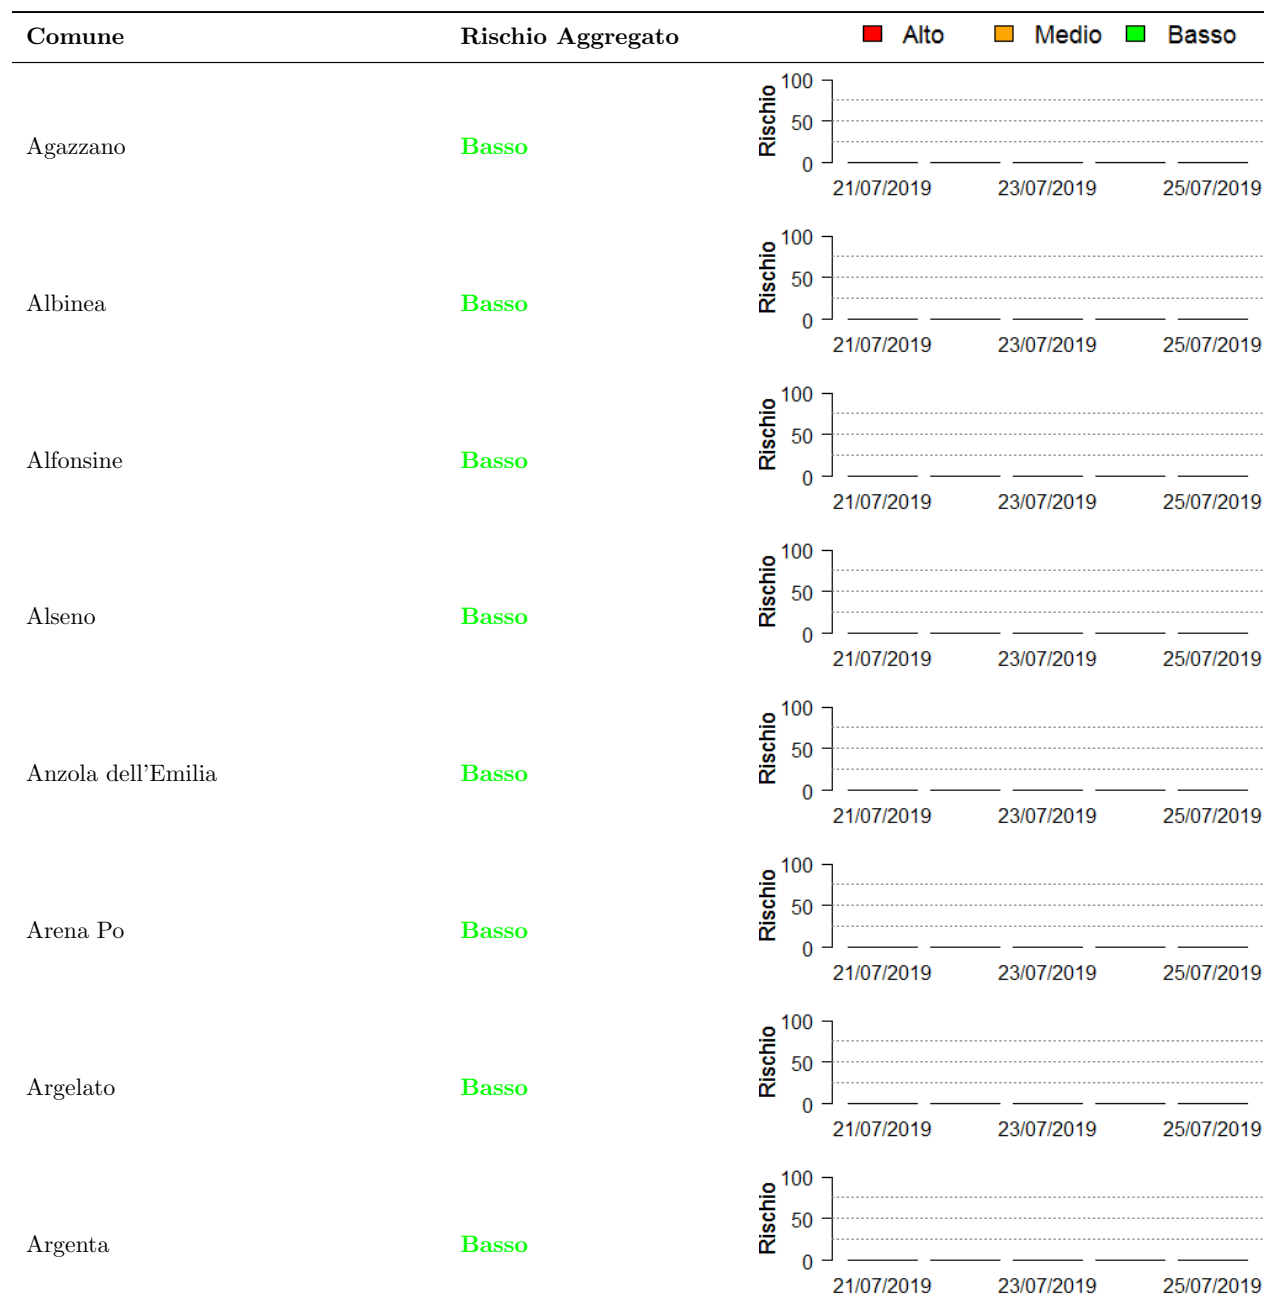 Comune Rischio Aggregato Alto Medio Basso
100
50
0
Rischio
Agazzano Basso
21/07/2019 23/07/2019 25/07/2019
100
50
0
Rischio
Albinea Basso
21/07/2019 23/07/2019 25/07/2019
100
50
0
Rischio
Alfonsine Basso
21/07/2019 23/07/2019 25/07/2019
100
50
0
Rischio
Alseno Basso
21/07/2019 23/07/2019 25/07/2019
100
50
0
Rischio
Anzola dell'Emilia Basso
21/07/2019 23/07/2019 25/07/2019
100
50
0
Rischio
Arena Po Basso
21/07/2019 23/07/2019 25/07/2019
100
50
0
Rischio
Argelato Basso
21/07/2019 23/07/2019 25/07/2019
100
50
0
Rischio
Argenta Basso
21/07/2019 23/07/2019 25/07/2019